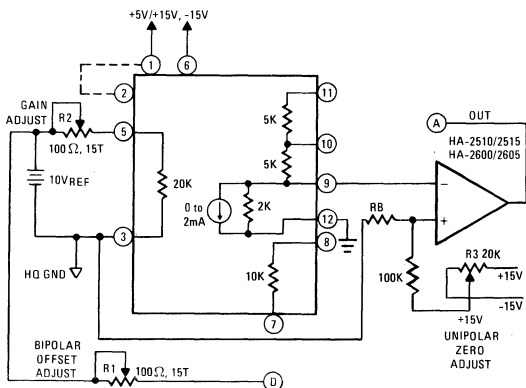 +5V/+15V, -15V
1
6
2
11
GAIN
ADJUST
R2
5
100Ω, 15T
5K
10
A
OUT
HA-2510/2515
HA-2600/2605
5K
10VREF
20K
9
−
0 to
2mA
2K
RB
+
12
3
8
HQ GND
10K
100K
R3 20K
+15V
-15V
+15V
7
UNIPOLAR
ZERO
ADJUST
BIPOLAR
OFFSET
ADJUST
R1
100Ω, 15T
D